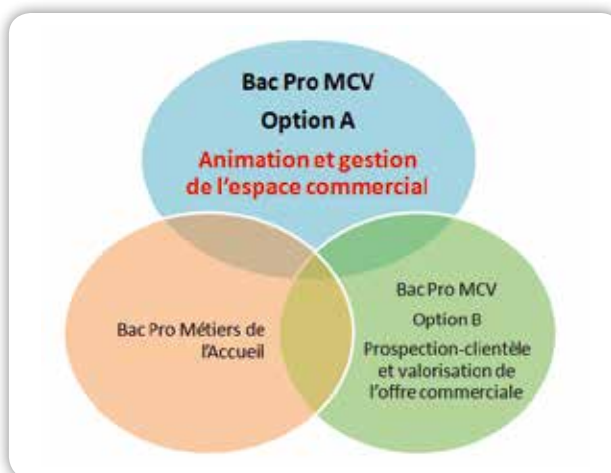 Bac Pro MCV
Option A
Animation et gestion
de l'espace commercial
Bac Pro Métiers de
l'Accueil
Bac Pro MCV
Option B
Prospection-clientèle
et valorisation de
l'offre commerciale